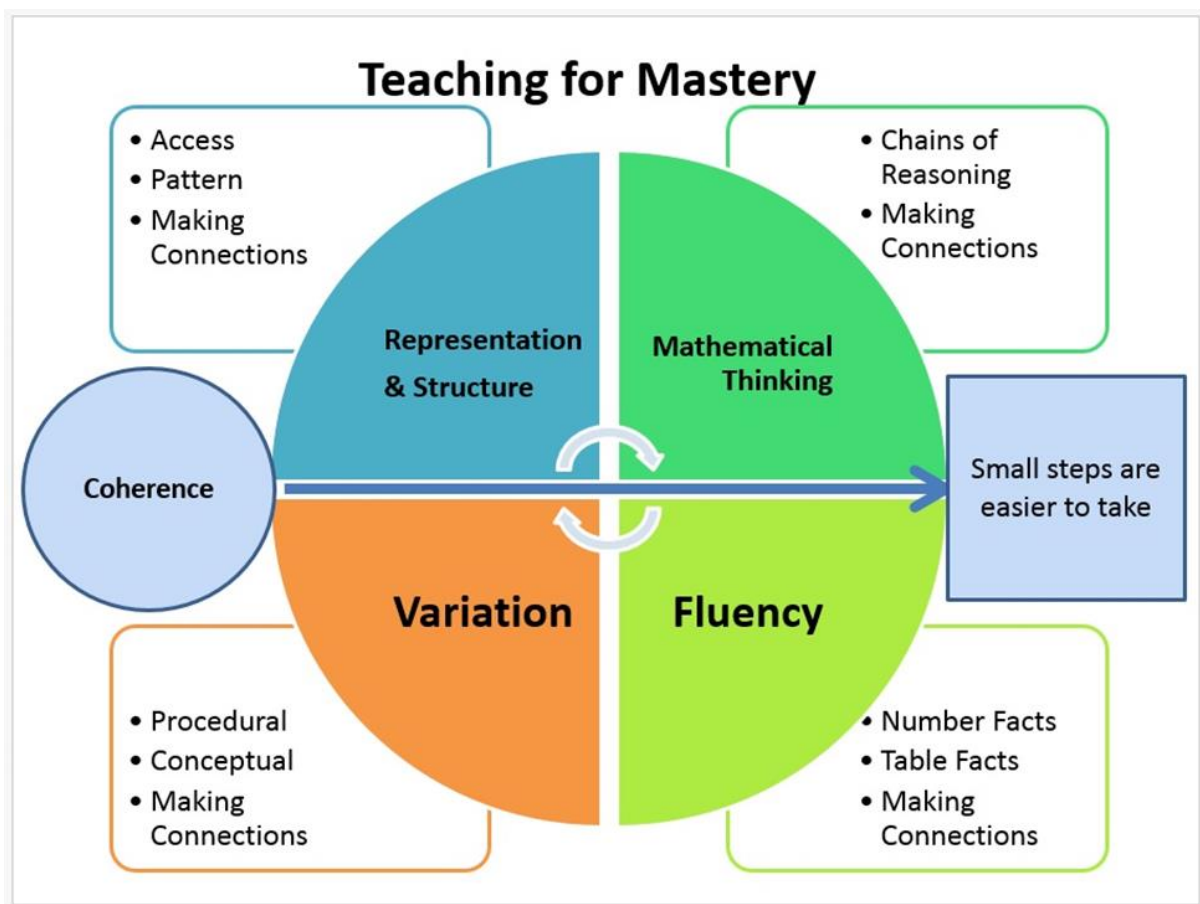 Teaching for Mastery
• Access
• Pattern
• Making
Connections
• Chains of
Reasoning
• Making
Connections
Representation
& Structure
Mathematical
Thinking
Coherence
Small steps are
easier to take
Variation
Fluency
• Procedural
• Conceptual
• Making
Connections
• Number Facts
• Table Facts
• Making
Connections